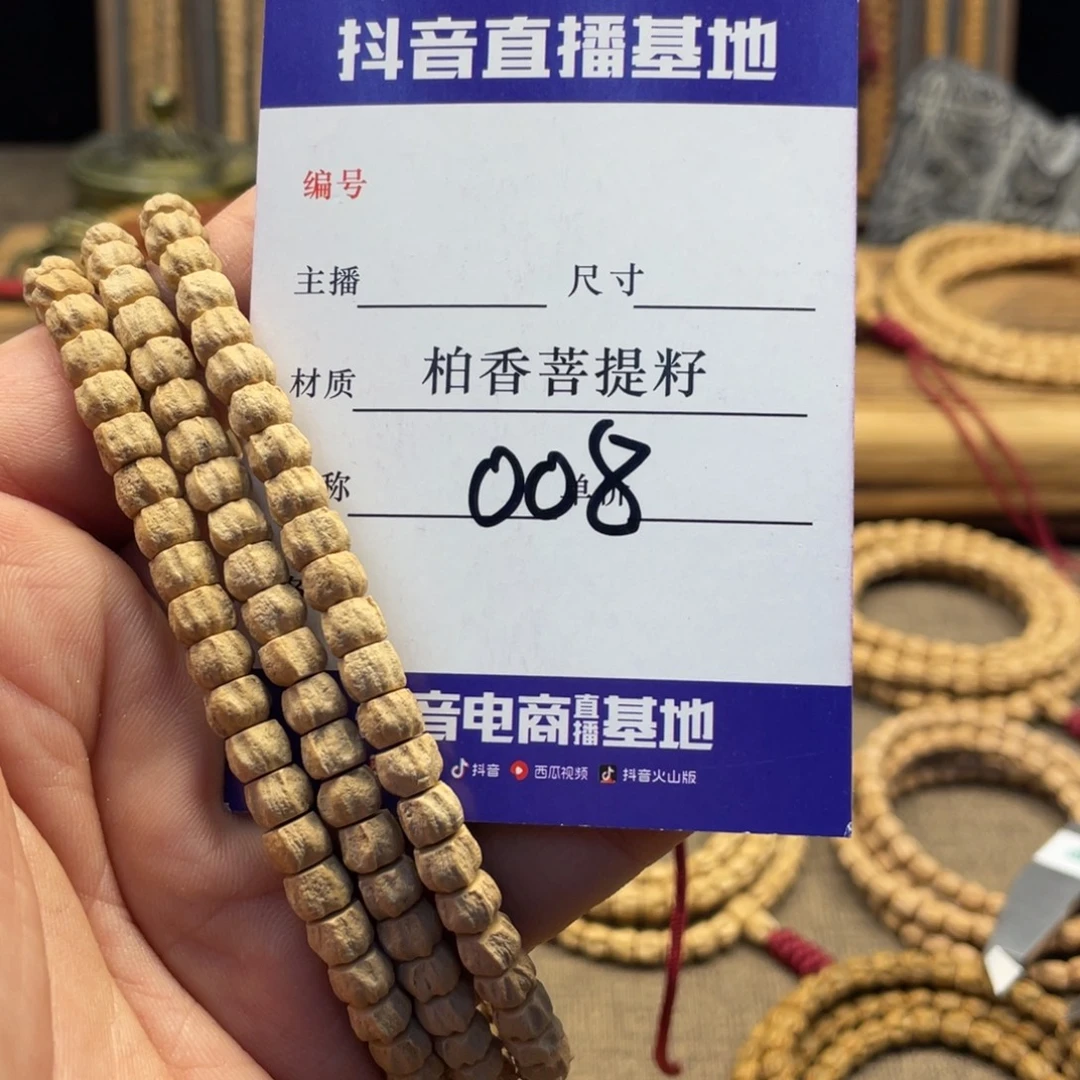 抖音直播基地
编号
主播 尺寸
材质 柏香菩提籽
称 008 单价
音电商直播基地
抖音 西瓜视频 抖音火山版